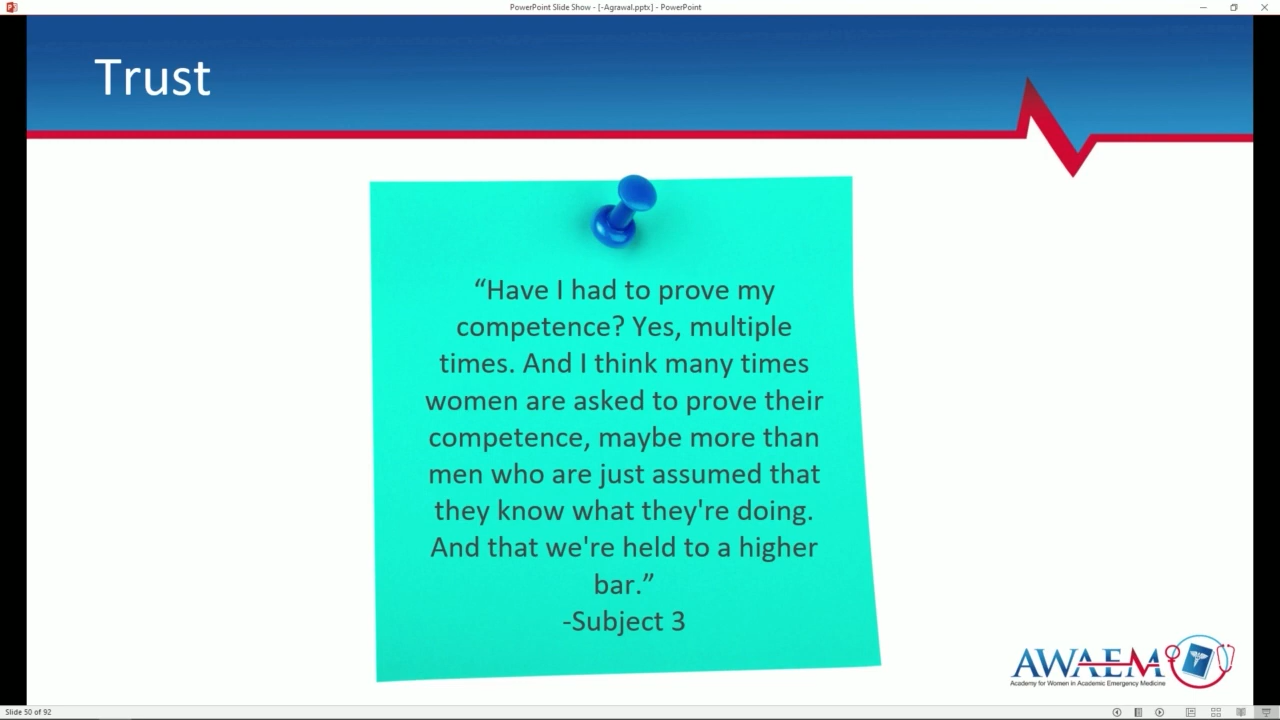 PowerPoint Slide Show - [-Agrawal.pptx] - PowerPoint
Trust
“Have I had to prove my
competence? Yes, multiple
times. And I think many times
women are asked to prove their
competence, maybe more than
men who are just assumed that
they know what they're doing.
And that we're held to a higher
bar.”
-Subject 3
AWAEM
Academy for Women in Academic Emergency Medicine
Slide 50 of 92